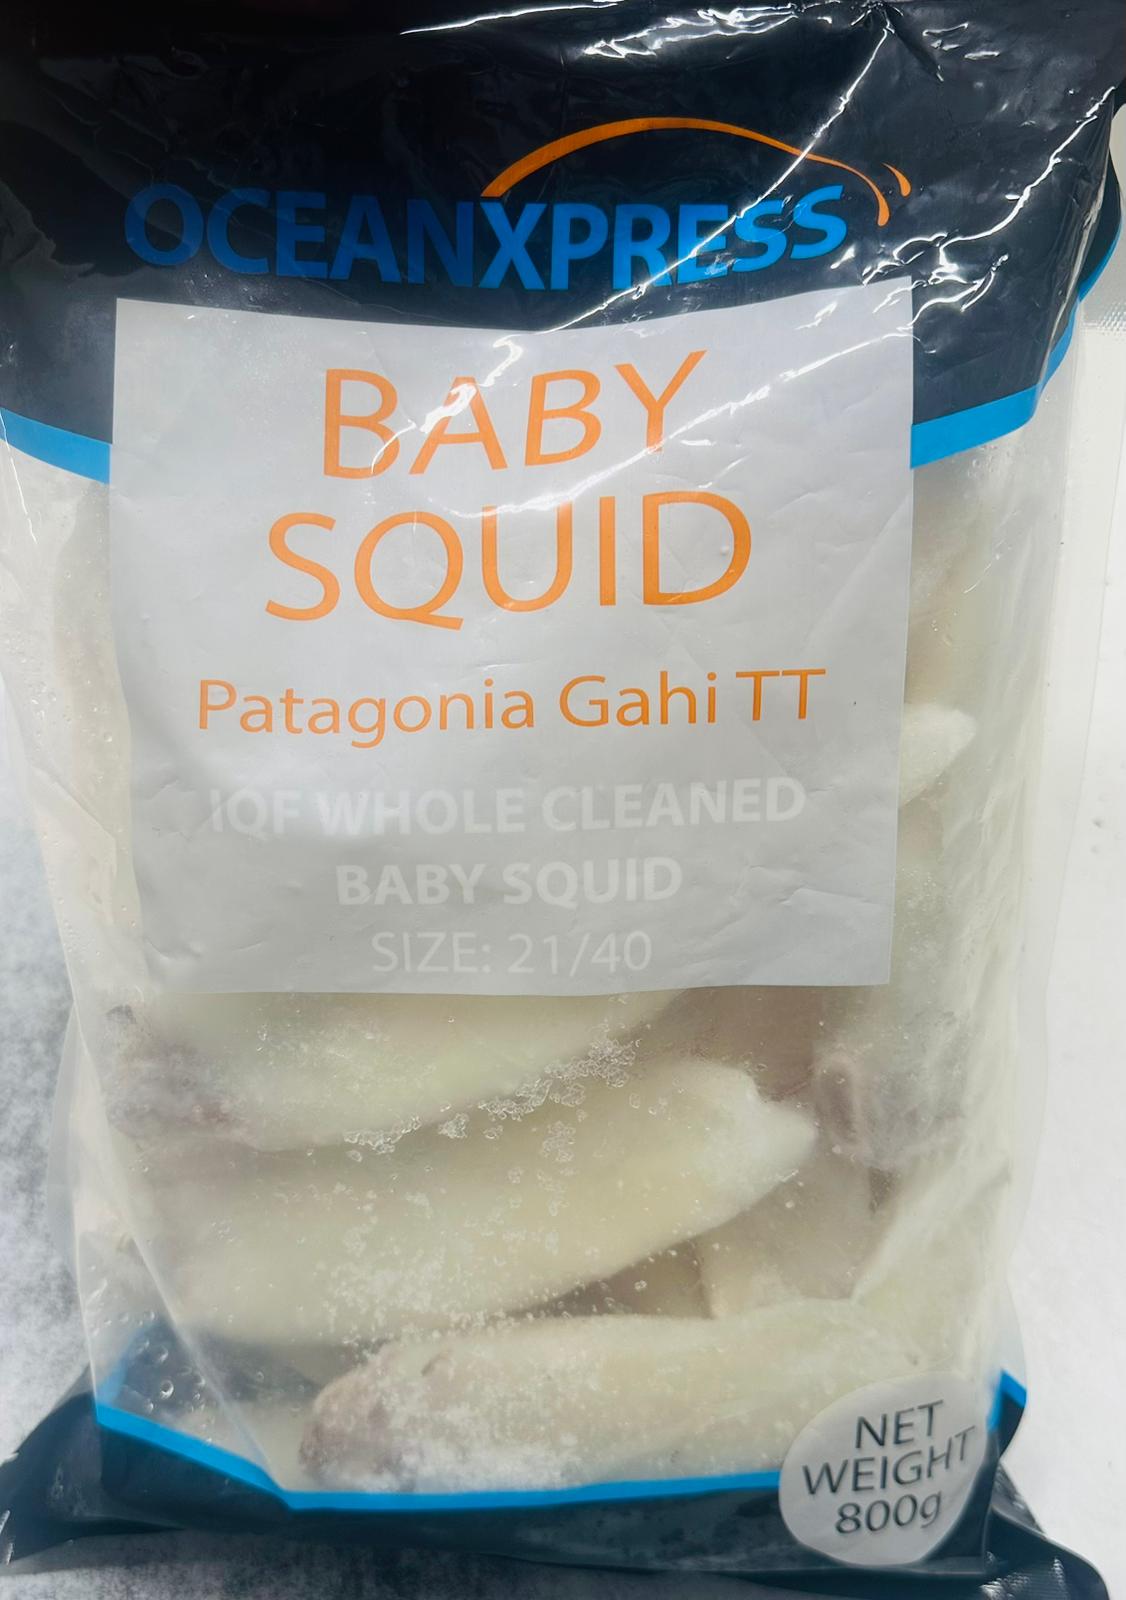 OCEANXPRESS
BABY
SQUID
Patagonia Gahi TT
IQF WHOLE CLEANED
BABY SQUID
SIZE: 21/40
NET
WEIGHT
800g